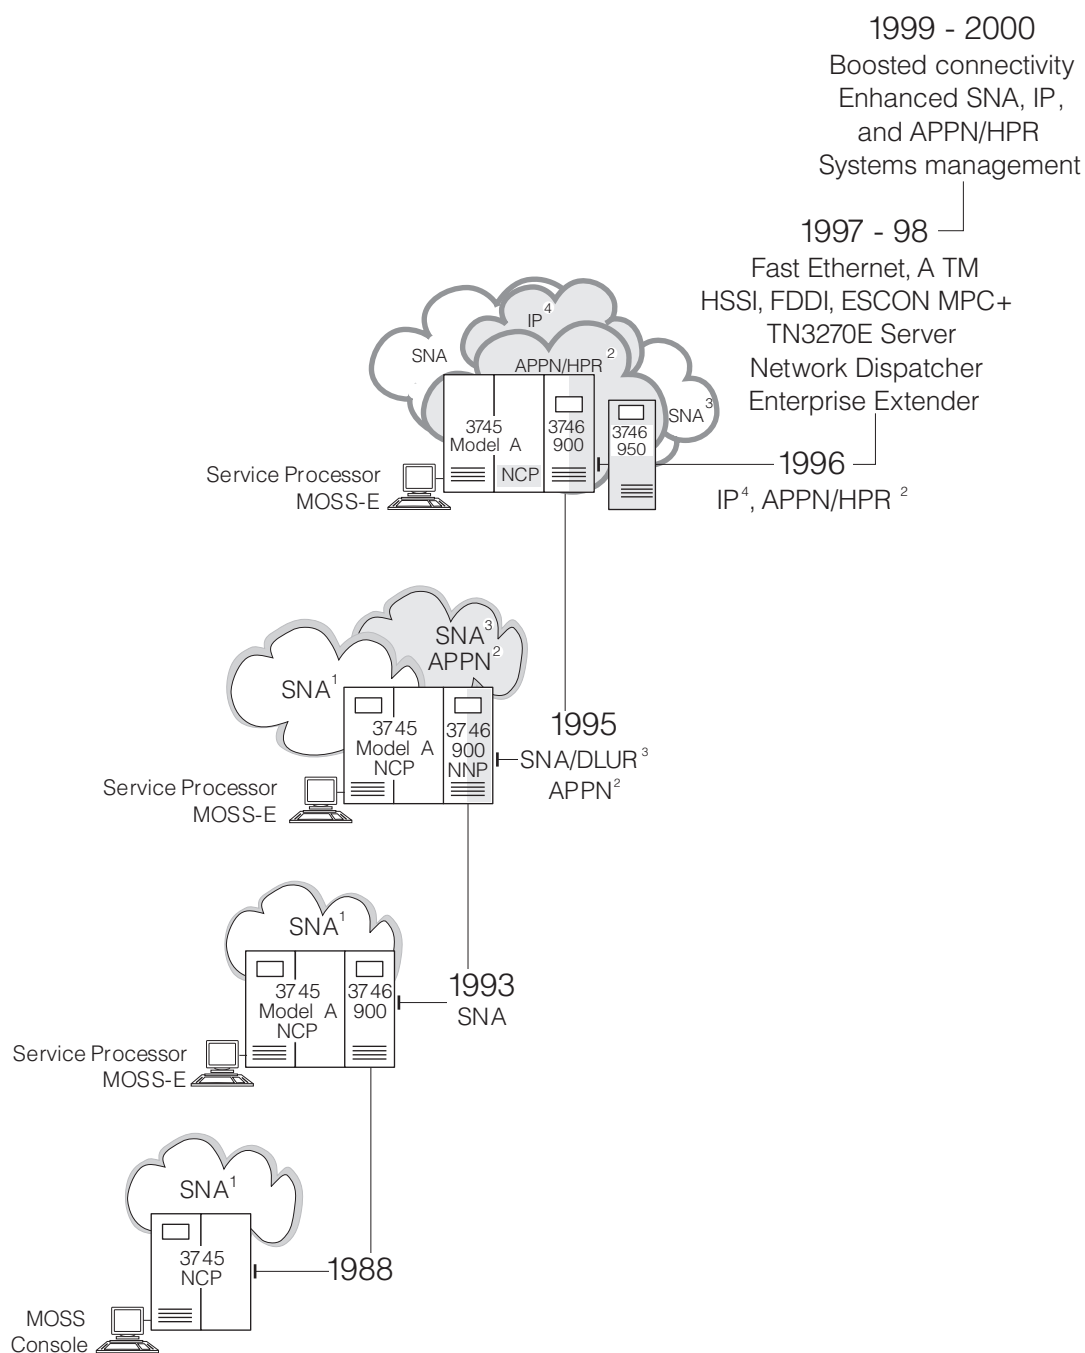 1999 - 2000
Boosted connectivity
Enhanced SNA, IP,
and APPN/HPR
Systems management
1997 - 98
Fast Ethernet, A TM
HSSI, FDDI, ESCON MPC+
TN3270E Server
Network Dispatcher
Enterprise Extender
IP4
SNA
APPN/HPR 2
SNA3
3745
Model A
NCP
3746
900
3746
950
Service Processor
MOSS-E
1996
IP4, APPN/HPR 2
SNA3
APPN2
SNA1
3745
Model A
NCP
3746
900
NNP
1995
SNA/DLUR3
APPN2
Service Processor
MOSS-E
SNA1
3745
Model A
NCP
3746
900
1993
SNA
Service Processor
MOSS-E
SNA1
3745
NCP
1988
MOSS
Console